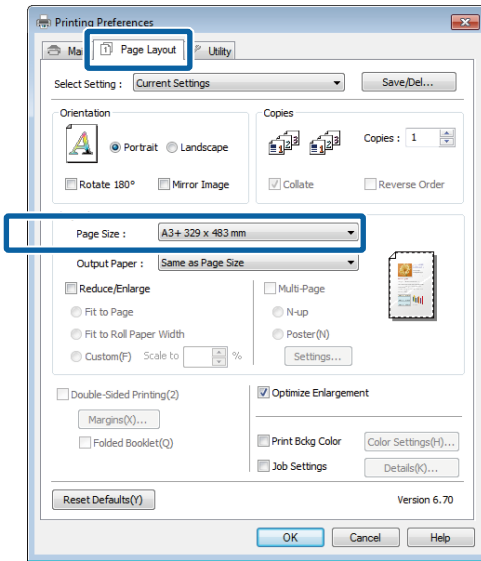 Printing Preferences
Ma Page Layout Utility
Select Setting : Current Settings Save/Del...
Orientation Copies
Portrait Landscape Copies : 1
Rotate 180° Mirror Image Collate Reverse Order
Page Size : A3+ 329 x 483 mm
Output Paper : Same as Page Size
Reduce/Enlarge Multi-Page
Fit to Page N-up
Fit to Roll Paper Width Poster(N)
Custom(F) Scale to % Settings...
Double-Sided Printing(2) Optimize Enlargement
Margins(X)...
Folded Booklet(Q) Print Bckg Color Color Settings(H)...
Job Settings Details(K)...
Reset Defaults(Y) Version 6.70
OK Cancel Help